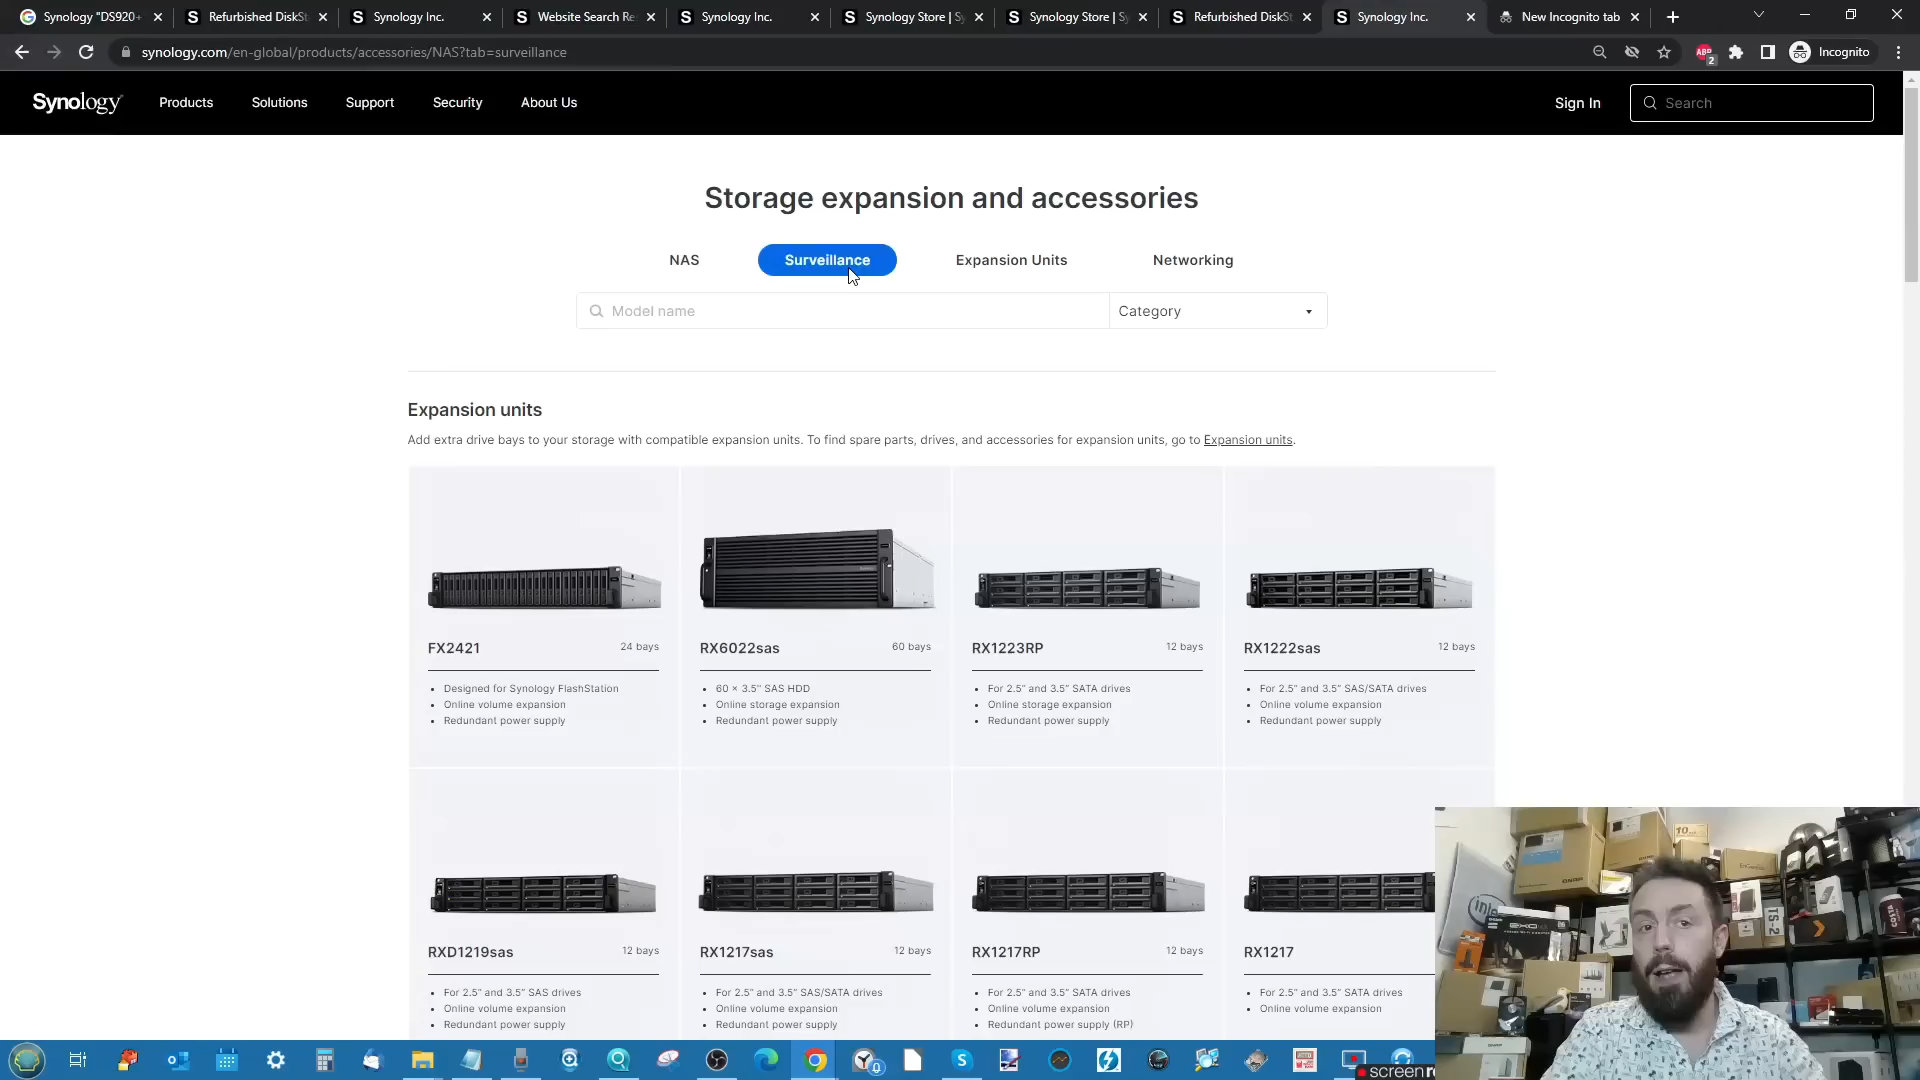 Synology "DS920+
Refurbished DiskSt
Synology Inc.
Website Search Re
Synology Inc.
Synology Store | Sy
Synology Store | Sy
Refurbished DiskSt
Synology Inc.
New Incognito tab
synology.com/en-global/products/accessories/NAS?tab=surveillance
ABP
2
Incognito
Synology
Products
Solutions
Support
Security
About Us
Sign In
Search
Storage expansion and accessories
NAS
Surveillance
Expansion Units
Networking
Model name
Category
Expansion units
Add extra drive bays to your storage with compatible expansion units. To find spare parts, drives, and accessories for expansion units, go to Expansion units.
FX2421
24 bays
• Designed for Synology FlashStation
• Online volume expansion
• Redundant power supply
RX6022sas
60 bays
• 60 × 3.5" SAS HDD
• Online storage expansion
• Redundant power supply
RX1223RP
12 bays
• For 2.5" and 3.5" SATA drives
• Online storage expansion
• Redundant power supply
RX1222sas
12 bays
• For 2.5" and 3.5" SAS/SATA drives
• Online volume expansion
• Redundant power supply
RXD1219sas
12 bays
• For 2.5" and 3.5" SAS drives
• Online volume expansion
• Redundant power supply
RX1217sas
12 bays
• For 2.5" and 3.5" SAS/SATA drives
• Online volume expansion
• Redundant power supply
RX1217RP
12 bays
• For 2.5" and 3.5" SATA drives
• Online volume expansion
• Redundant power supply (RP)
RX1217
• For 2.5" and 3.5" SATA drives
• Online volume expansion
intel
10
QNAP
TS-2
screenre